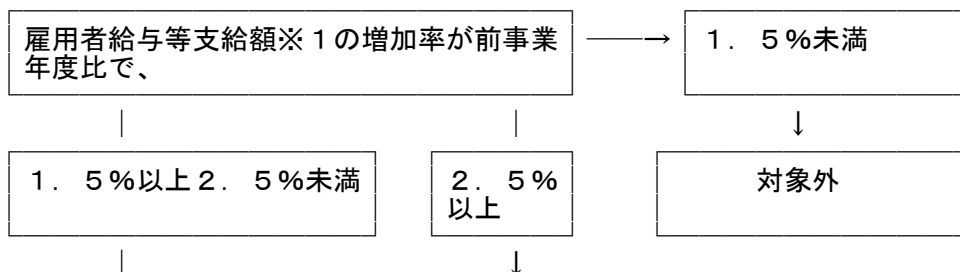 雇用者給与等支給額※1の増加率が前事業
年度比で、
――→
1.5%未満
|
|
↓
1.5%以上2.5%未満
2.5%
以上
対象外
|
↓